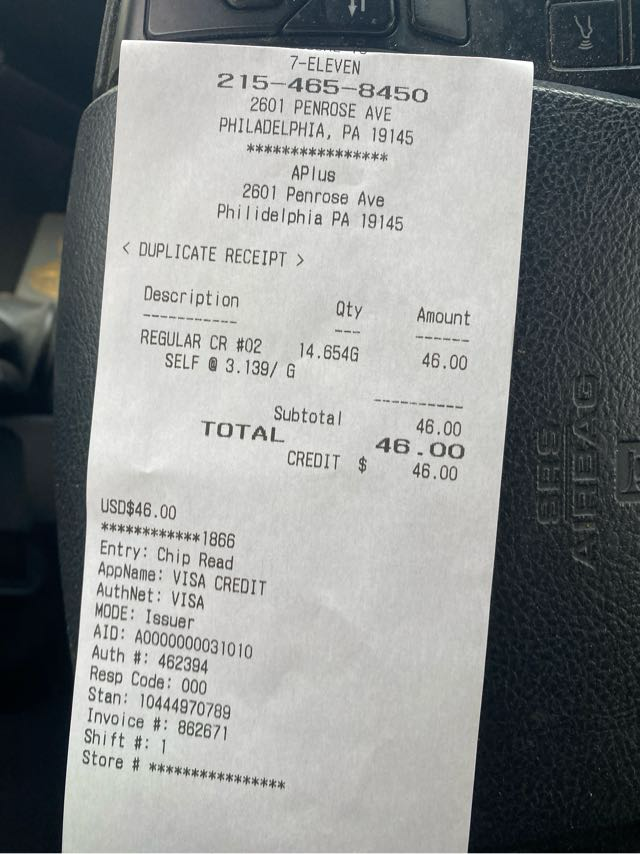 7-ELEVEN
215-465-8450
2601 PENROSE AVE
PHILADELPHIA, PA 19145
****************
APlus
2601 Penrose Ave
Philidelphia PA 19145
< DUPLICATE RECEIPT >
Description Qty Amount
----------- --- ------
REGULAR CR #02 14.654G 46.00
SELF @ 3.139/ G
----------
Subtotal 46.00
TOTAL 46.00
CREDIT $ 46.00
USD$46.00
************1866
Entry: Chip Read
AppName: VISA CREDIT
AuthNet: VISA
MODE: Issuer
AID: A0000000031010
Auth #: 462394
Resp Code: 000
Stan: 10444970789
Invoice #: 862671
Shift #: 1
Store # ****************
SRS
AIRBAG